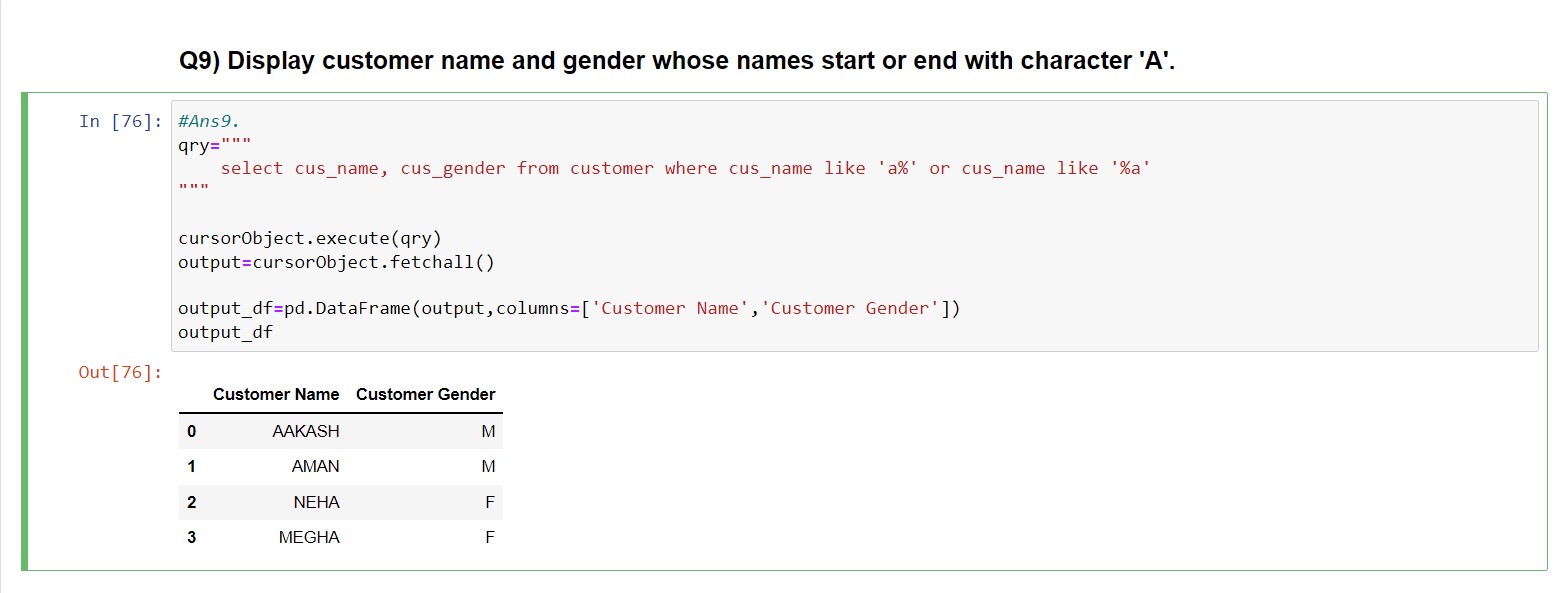 Q9) Display customer name and gender whose names start or end with character 'A'.
In [76]: #Ans9.
qry="""
select cus_name, cus_gender from customer where cus_name like 'a%' or cus_name like '%a'
"""
cursorObject.execute(qry)
output=cursorObject.fetchall()
output_df=pd.DataFrame(output,columns=['Customer Name','Customer Gender'])
output_df
Out[76]:
Customer Name Customer Gender
0 AAKASH M
1 AMAN M
2 NEHA F
3 MEGHA F